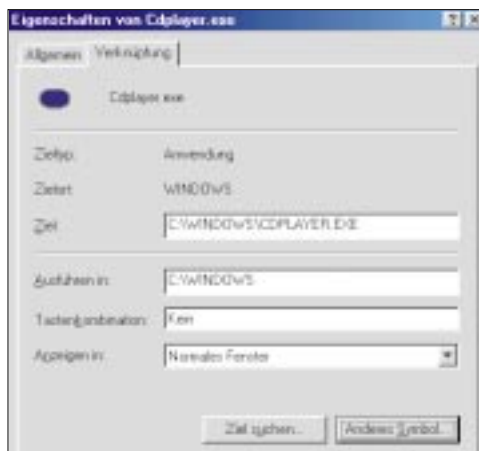 Eigenschaften von Cdplayer.exe
Allgemein Verknüpfung
Cdplayer.exe
Zieltyp: Anwendung
Zielort: WINDOWS
Ziel: C:\WINDOWS\CDPLAYER.EXE
Ausführen in: C:\WINDOWS
Tastenkombination: Kein
Anzeigen in: Normales Fenster
Ziel suchen... Anderes Symbol...